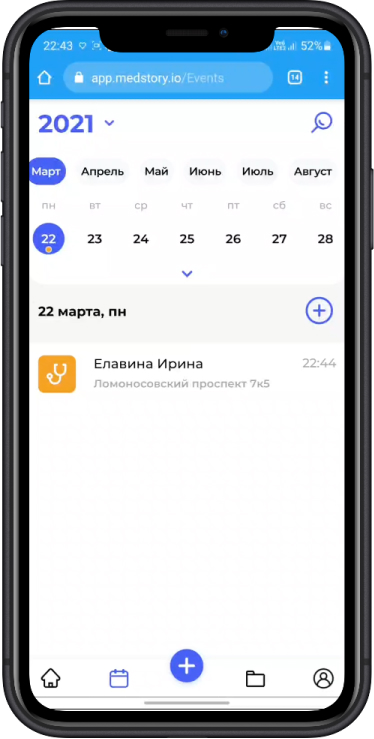 22:43 52%
app.medstory.io/Events 14
2021
Март Апрель Май Июнь Июль Август
пн вт ср чт пт сб вс
22 23 24 25 26 27 28
22 марта, пн
Елавина Ирина 22:44
Ломоносовский проспект 7к5